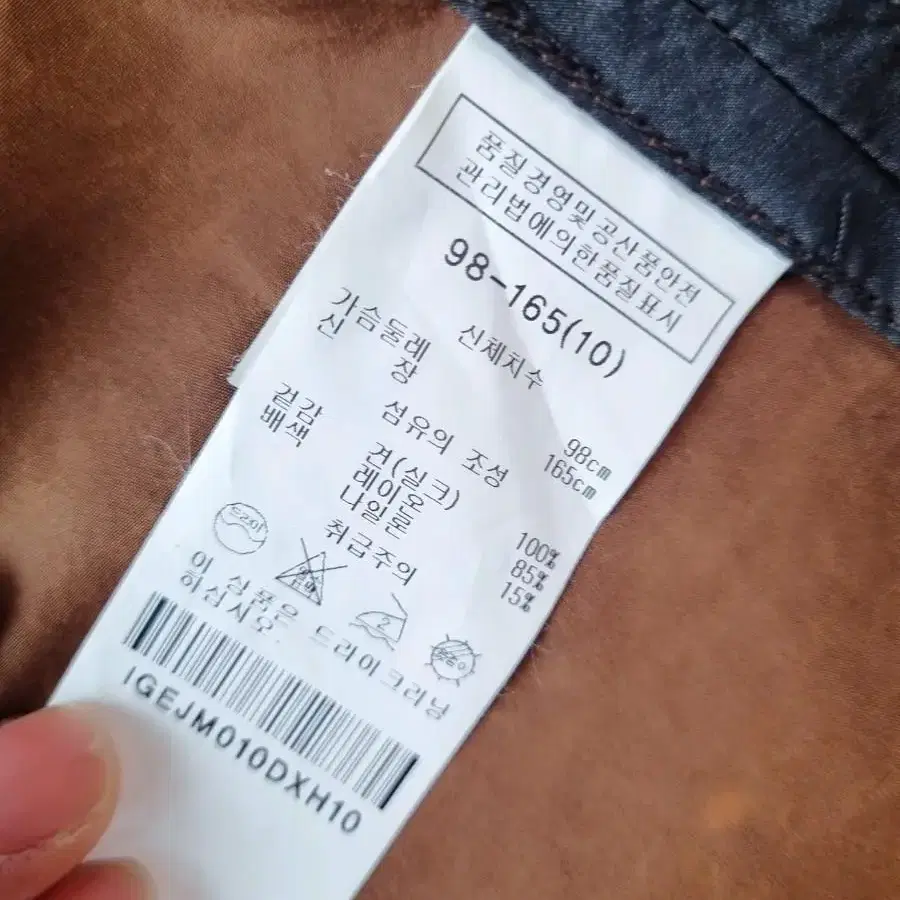 품질경영및공산품안전
관리법에의한품질표시
98-165(10)
신체치수
가슴둘레 98cm
신 장 165cm
섬유의 조성
겉감 견(실크) 100%
배색 레이온 85%
나일론 15%
취급주의
드라이
2
이 상품은 드라이크리닝
하십시오.
IGEJM010DXH10